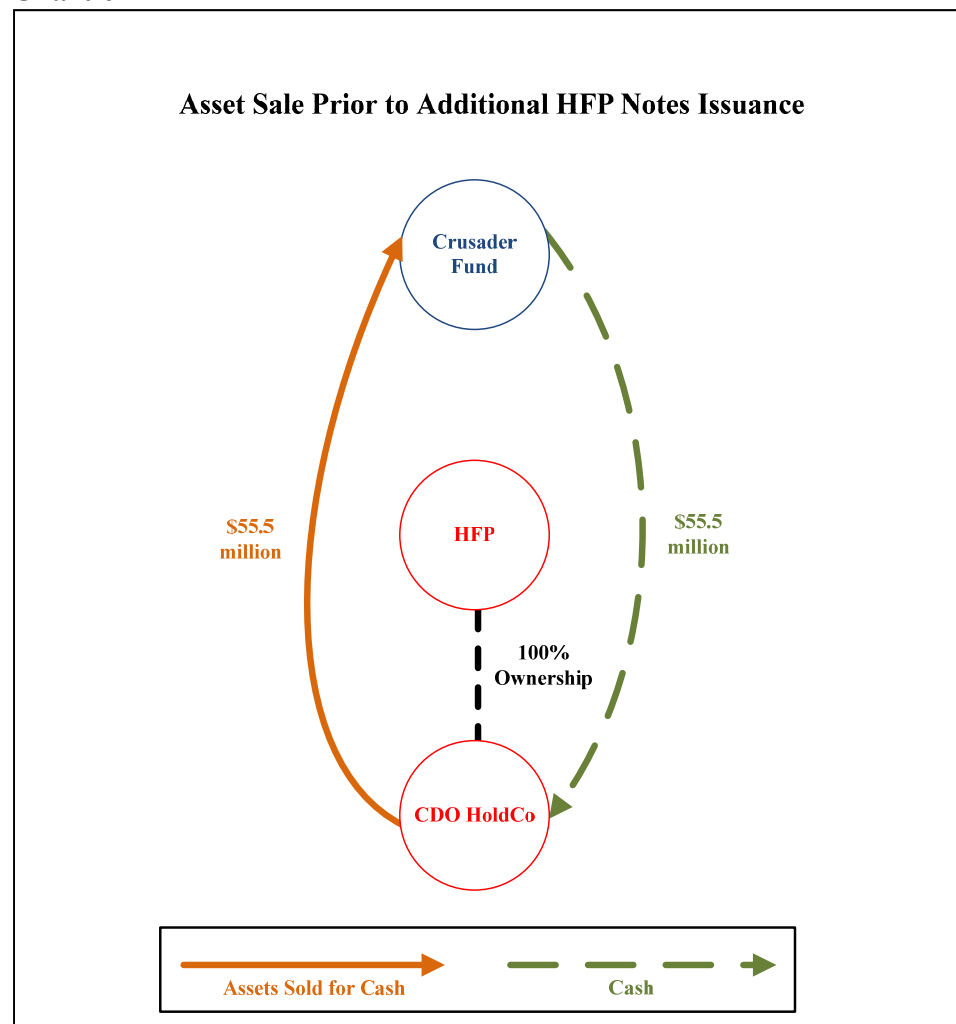 Asset Sale Prior to Additional HFP Notes Issuance
Crusader
Fund
$55.5
million
HFP
$55.5
million
100%
Ownership
CDO HoldCo
Assets Sold for Cash
Cash